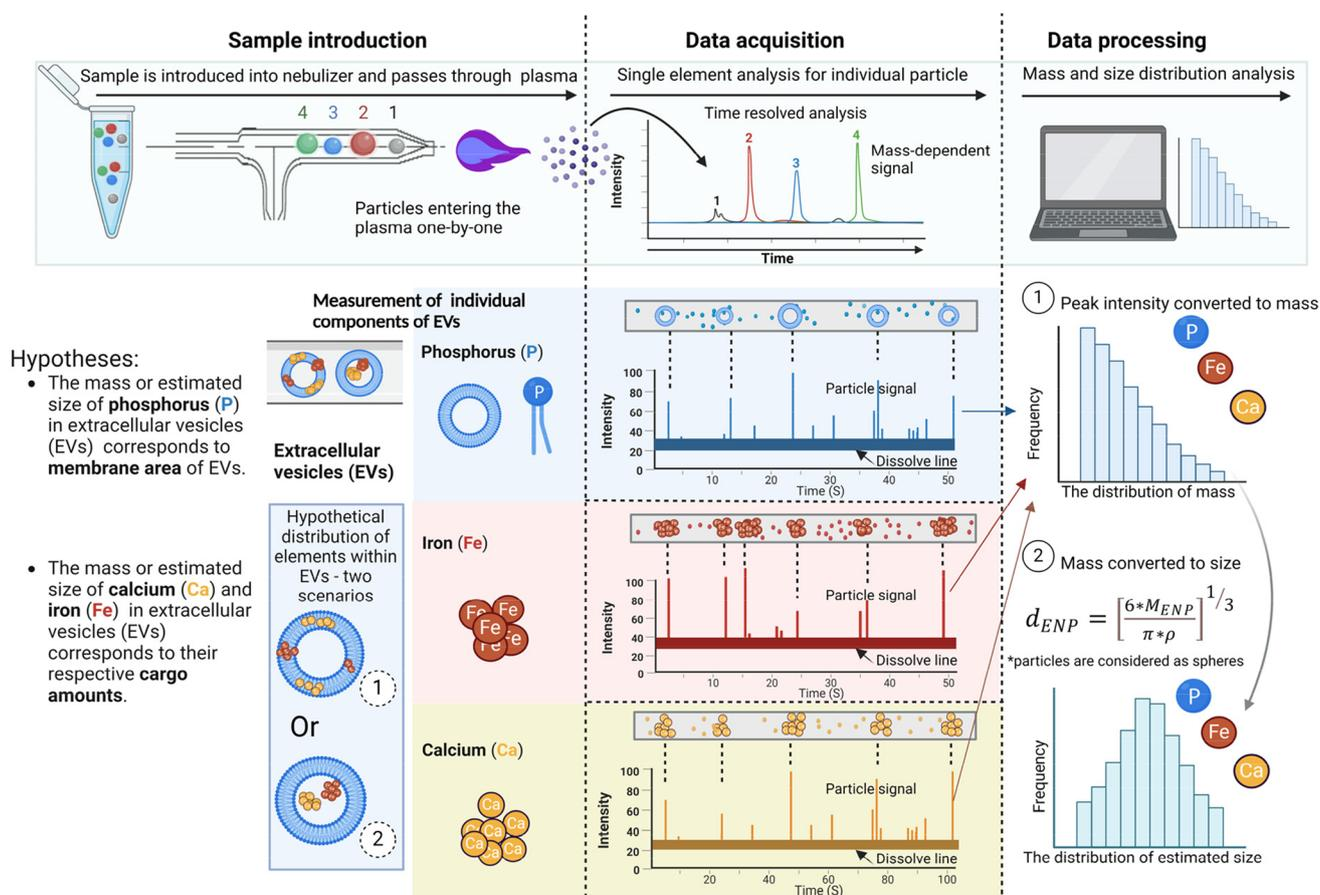 Sample introduction
Data acquisition
Data processing
Sample is introduced into nebulizer and passes through plasma
4 3 2 1
Particles entering the
plasma one-by-one
Single element analysis for individual particle
Time resolved analysis
Intensity
1
2
3
4
Mass-dependent
signal
Time
Mass and size distribution analysis
Hypotheses:
• The mass or estimated
size of phosphorus (P)
in extracellular vesicles
(EVs) corresponds to
membrane area of EVs.
• The mass or estimated
size of calcium (Ca) and
iron (Fe) in extracellular
vesicles (EVs)
corresponds to their
respective cargo
amounts.
Measurement of individual
components of EVs
Extracellular
vesicles (EVs)
Hypothetical
distribution of
elements within
EVs - two
scenarios
1
Or
2
Phosphorus (P)
P
Intensity
100
80
60
40
20
0
Particle signal
Dissolve line
10 20 30 40 50
Time (S)
Iron (Fe)
Fe Fe
Fe
Fe Fe
Intensity
100
80
60
40
20
0
Particle signal
Dissolve line
10 20 30 40 50
Time (S)
Calcium (Ca)
Ca
Ca Ca
Ca Ca Ca
Intensity
100
80
60
40
20
0
Particle signal
Dissolve line
20 40 60 80 100
Time (S)
1 Peak intensity converted to mass
P
Fe
Ca
Frequency
The distribution of mass
2 Mass converted to size
d_ENP = [6*M_ENP / π*ρ]^1/3
*particles are considered as spheres
P
Fe
Ca
Frequency
The distribution of estimated size